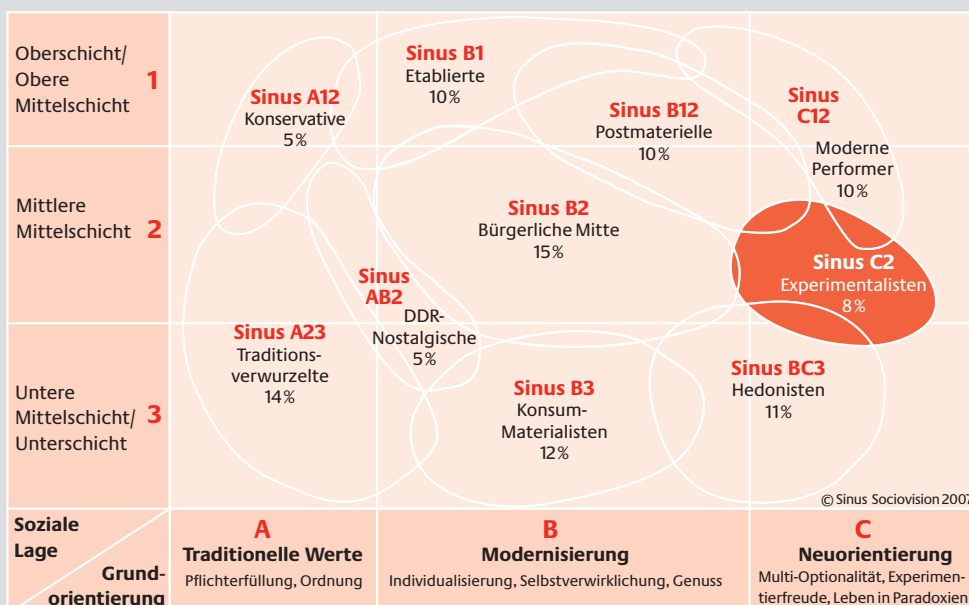 Oberschicht/
Obere
Mittelschicht
1
Sinus A12
Konservative
5%
Sinus B1
Etablierte
10%
Sinus B12
Postmaterielle
10%
Sinus
C12
Moderne
Performer
10%
Mittlere
Mittelschicht
2
Sinus B2
Bürgerliche Mitte
15%
Sinus C2
Experimentalisten
8%
Sinus
AB2
DDR-
Nostalgische
5%
Untere
Mittelschicht/
Unterschicht
3
Sinus A23
Traditions-
verwurzelte
14%
Sinus B3
Konsum-
Materialisten
12%
Sinus BC3
Hedonisten
11%
© Sinus Sociovision 2007
Soziale
Lage
Grund-
orientierung
A
Traditionelle Werte
Pflichterfüllung, Ordnung
B
Modernisierung
Individualisierung, Selbstverwirklichung, Genuss
C
Neuorientierung
Multi-Optionalität, Experimen-
tierfreude, Leben in Paradoxien